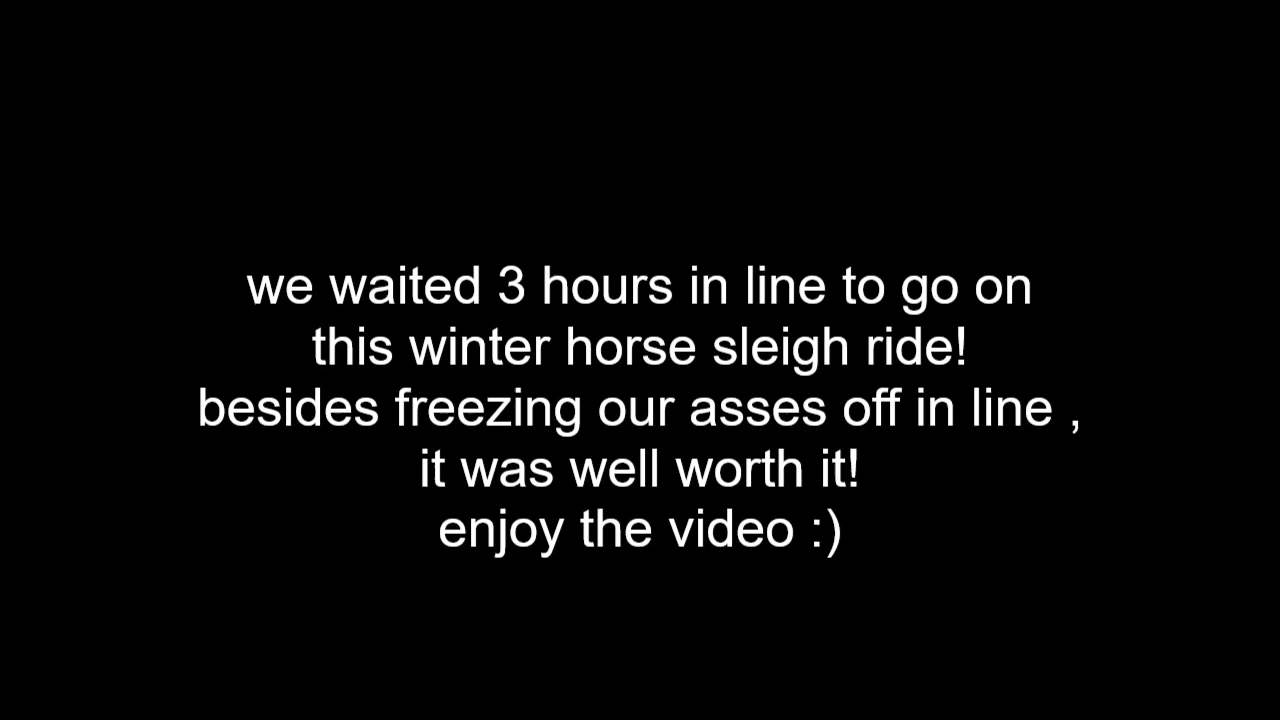 we waited 3 hours in line to go on
this winter horse sleigh ride!
besides freezing our asses off in line ,
it was well worth it!
enjoy the video :)